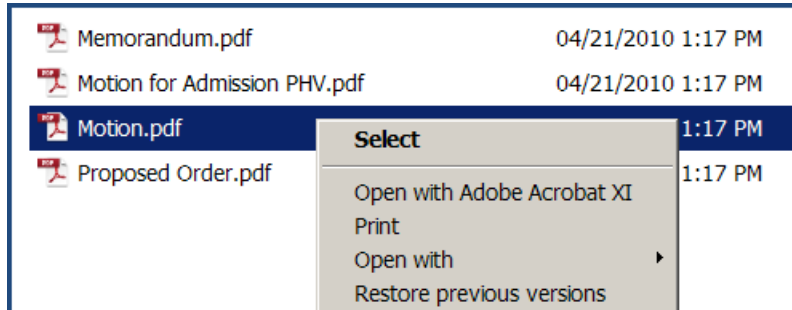 Memorandum.pdf 04/21/2010 1:17 PM
Motion for Admission PHV.pdf 04/21/2010 1:17 PM
Motion.pdf 1:17 PM
Select
Proposed Order.pdf 1:17 PM
Open with Adobe Acrobat XI
Print
Open with
Restore previous versions